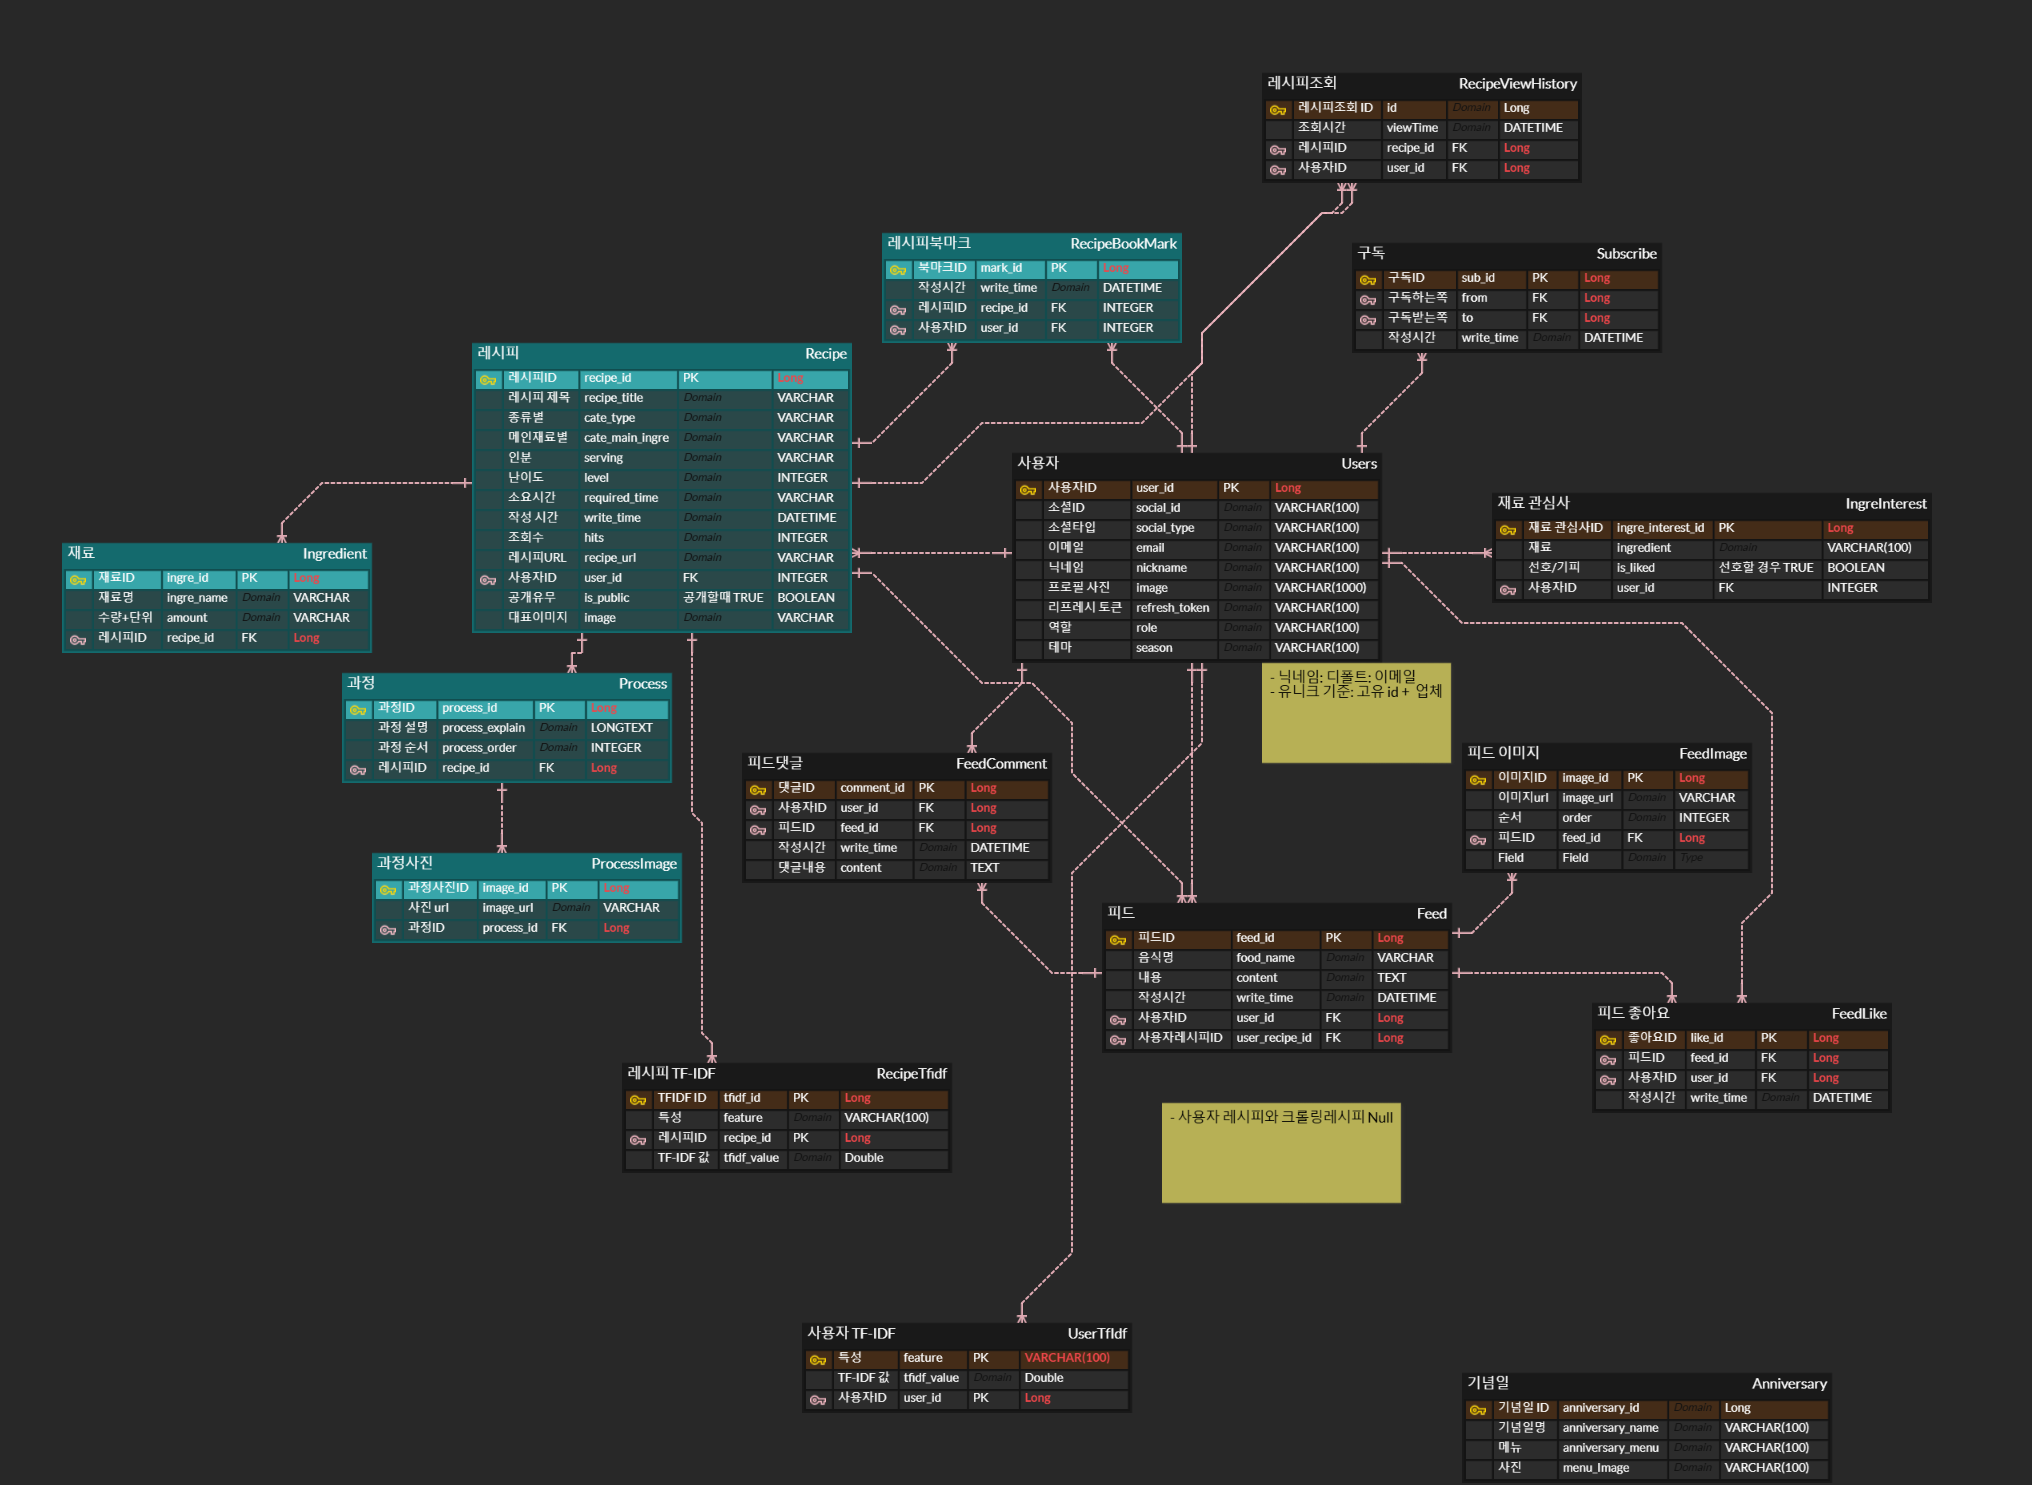 레시피조회 RecipeViewHistory
레시피조회 ID id Domain Long
조회시간 viewTime Domain DATETIME
레시피ID recipe_id FK Long
사용자ID user_id FK Long
레시피북마크 RecipeBookMark
북마크ID mark_id PK Long
작성시간 write_time Domain DATETIME
레시피ID recipe_id FK INTEGER
사용자ID user_id FK INTEGER
구독 Subscribe
구독ID sub_id PK Long
구독하는쪽 from FK Long
구독받는쪽 to FK Long
작성시간 write_time Domain DATETIME
레시피 Recipe
레시피ID recipe_id PK Long
레시피 제목 recipe_title Domain VARCHAR
종류별 cate_type Domain VARCHAR
메인재료별 cate_main_ingre Domain VARCHAR
인분 serving Domain VARCHAR
난이도 level Domain INTEGER
소요시간 required_time Domain VARCHAR
작성 시간 write_time Domain DATETIME
조회수 hits Domain INTEGER
레시피URL recipe_url Domain VARCHAR
사용자ID user_id FK INTEGER
공개유무 is_public 공개할때 TRUE BOOLEAN
대표이미지 image Domain VARCHAR
사용자 Users
사용자ID user_id PK Long
소셜ID social_id Domain VARCHAR(100)
소셜타입 social_type Domain VARCHAR(100)
이메일 email Domain VARCHAR(100)
닉네임 nickname Domain VARCHAR(100)
프로필 사진 image Domain VARCHAR(1000)
리프레시 토큰 refresh_token Domain VARCHAR(100)
역할 role Domain VARCHAR(100)
테마 season Domain VARCHAR(100)
재료 관심사 IngreInterest
재료 관심사ID ingre_interest_id PK Long
재료 ingredient Domain VARCHAR(100)
선호/기피 is_liked 선호할 경우 TRUE BOOLEAN
사용자ID user_id FK INTEGER
재료 Ingredient
재료ID ingre_id PK Long
재료명 ingre_name Domain VARCHAR
수량+단위 amount Domain VARCHAR
레시피ID recipe_id FK Long
- 닉네임: 디폴트: 이메일
- 유니크 기준: 고유 id + 업체
과정 Process
과정ID process_id PK Long
과정 설명 process_explain Domain LONGTEXT
과정 순서 process_order Domain INTEGER
레시피ID recipe_id FK Long
피드댓글 FeedComment
댓글ID comment_id PK Long
사용자ID user_id FK Long
피드ID feed_id FK Long
작성시간 write_time Domain DATETIME
댓글내용 content Domain TEXT
피드 이미지 FeedImage
이미지ID image_id PK Long
이미지url image_url Domain VARCHAR
순서 order Domain INTEGER
피드ID feed_id FK Long
Field Field Domain Type
과정사진 ProcessImage
과정사진ID image_id PK Long
사진 url image_url Domain VARCHAR
과정ID process_id FK Long
피드 Feed
피드ID feed_id PK Long
음식명 food_name Domain VARCHAR
내용 content Domain TEXT
작성시간 write_time Domain DATETIME
사용자ID user_id FK Long
사용자레시피ID user_recipe_id FK Long
피드 좋아요 FeedLike
좋아요ID like_id PK Long
피드ID feed_id FK Long
사용자ID user_id FK Long
작성시간 write_time Domain DATETIME
레시피 TF-IDF RecipeTfidf
TFIDF ID tfidf_id PK Long
특성 feature Domain VARCHAR(100)
레시피ID recipe_id PK Long
TF-IDF 값 tfidf_value Domain Double
- 사용자 레시피와 크롤링레시피 Null
사용자 TF-IDF UserTfIdf
특성 feature PK VARCHAR(100)
TF-IDF 값 tfidf_value Domain Double
사용자ID user_id PK Long
기념일 Anniversary
기념일 ID anniversary_id Domain Long
기념일명 anniversary_name Domain VARCHAR(100)
메뉴 anniversary_menu Domain VARCHAR(100)
사진 menu_Image Domain VARCHAR(100)